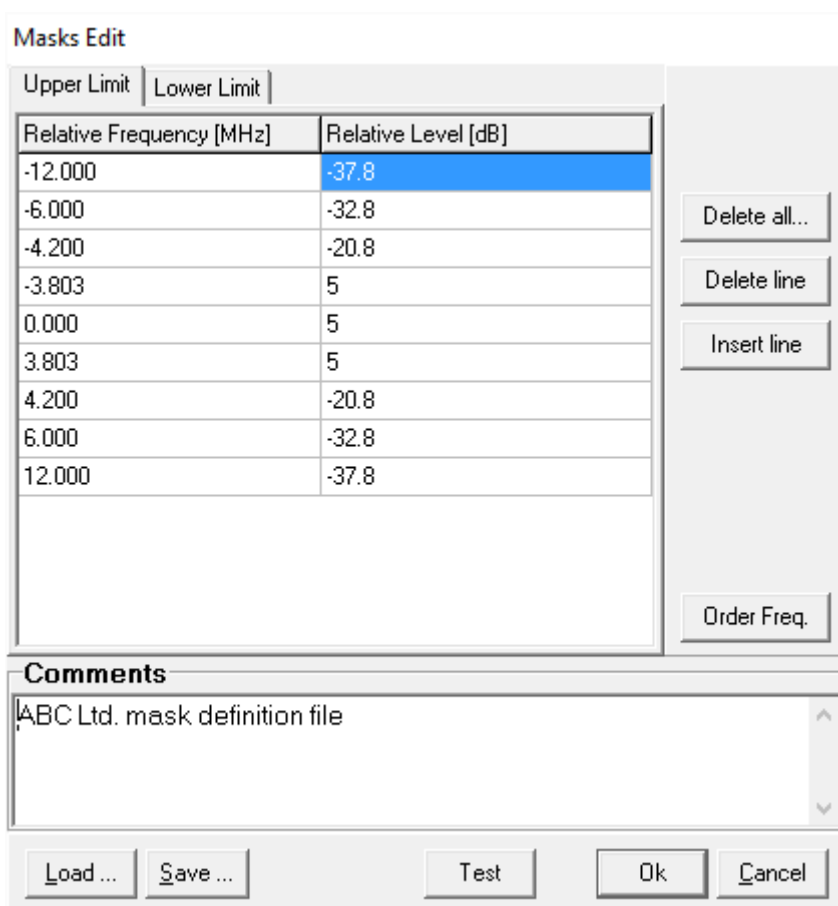 Masks Edit
Upper Limit Lower Limit
Relative Frequency [MHz] Relative Level [dB]
-12.000 -37.8
-6.000 -32.8
-4.200 -20.8
-3.803 5
0.000 5
3.803 5
4.200 -20.8
6.000 -32.8
12.000 -37.8
Delete all...
Delete line
Insert line
Order Freq.
Comments
ABC Ltd. mask definition file
Load ... Save ... Test Ok Cancel